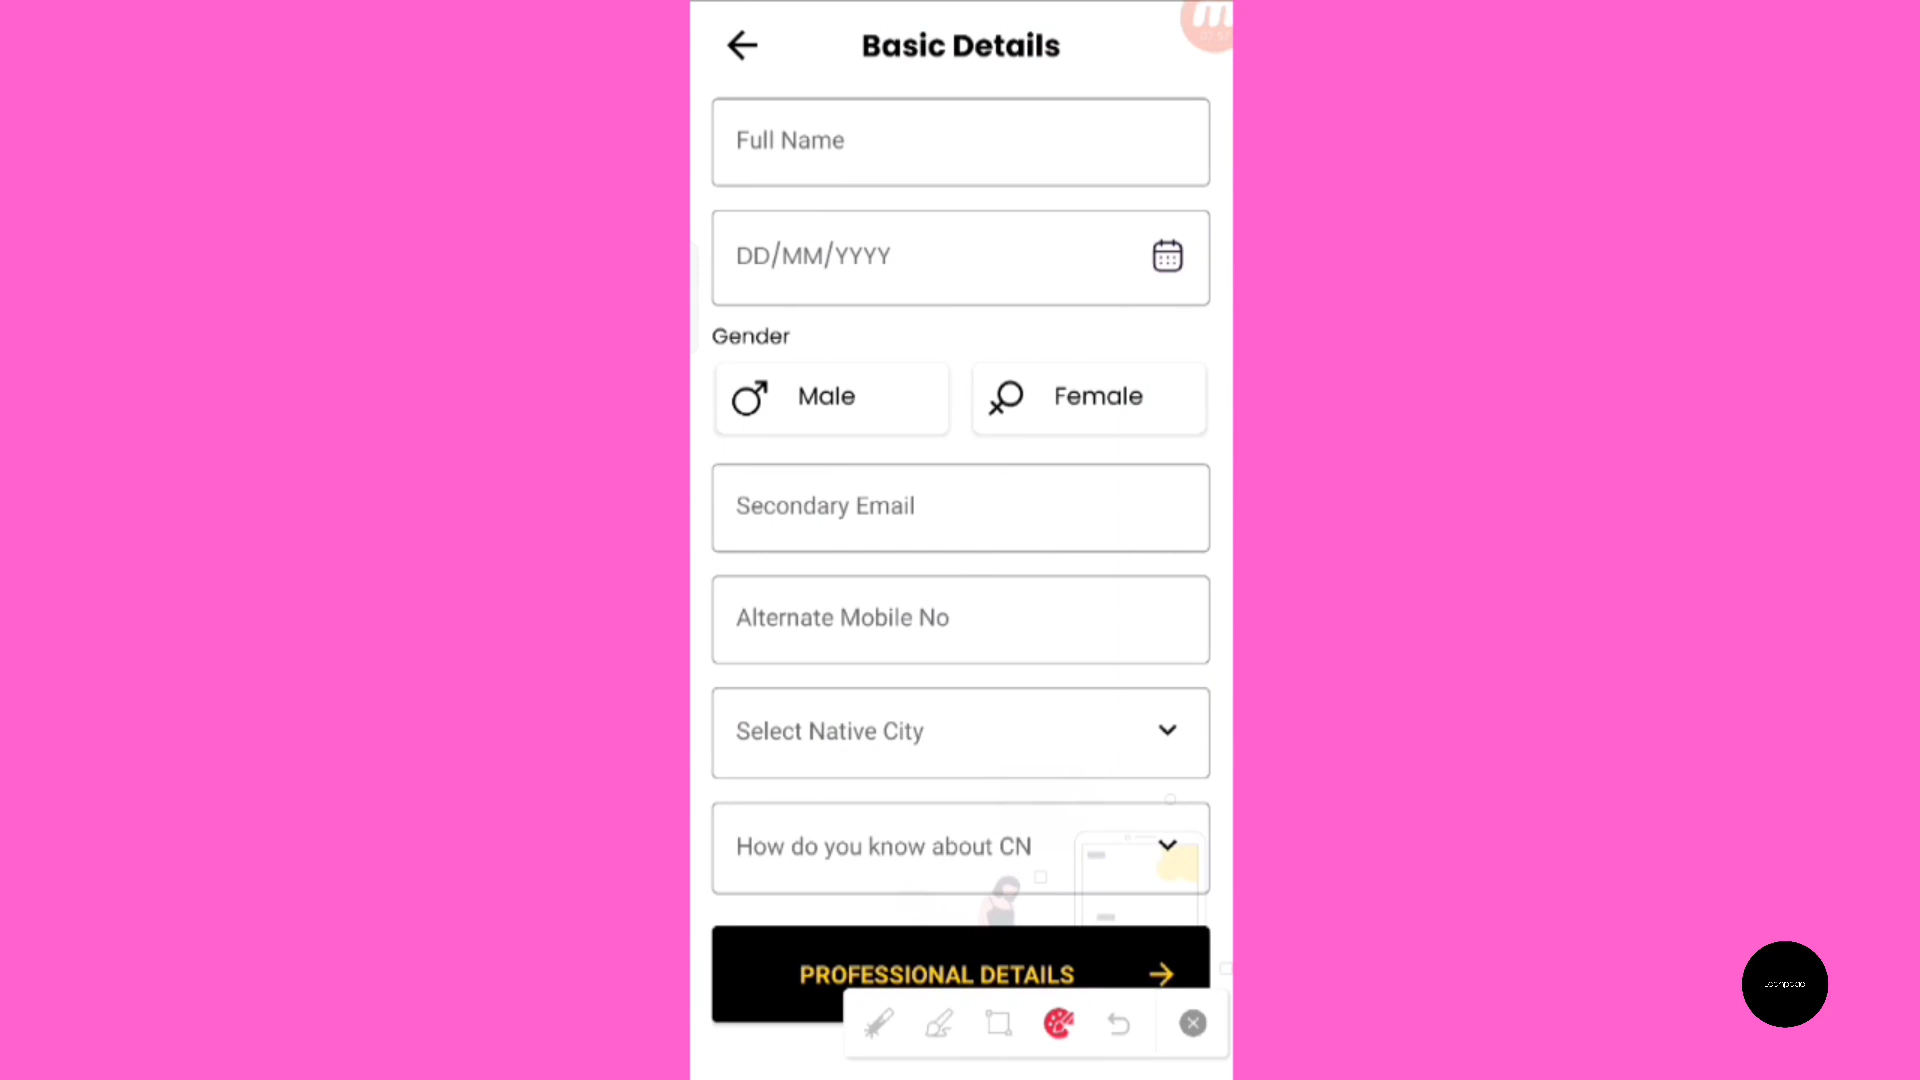 Basic Details
Full Name
DD/MM/YYYY
Gender
Male
Female
Secondary Email
Alternate Mobile No
Select Native City
How do you know about CN
PROFESSIONAL DETAILS